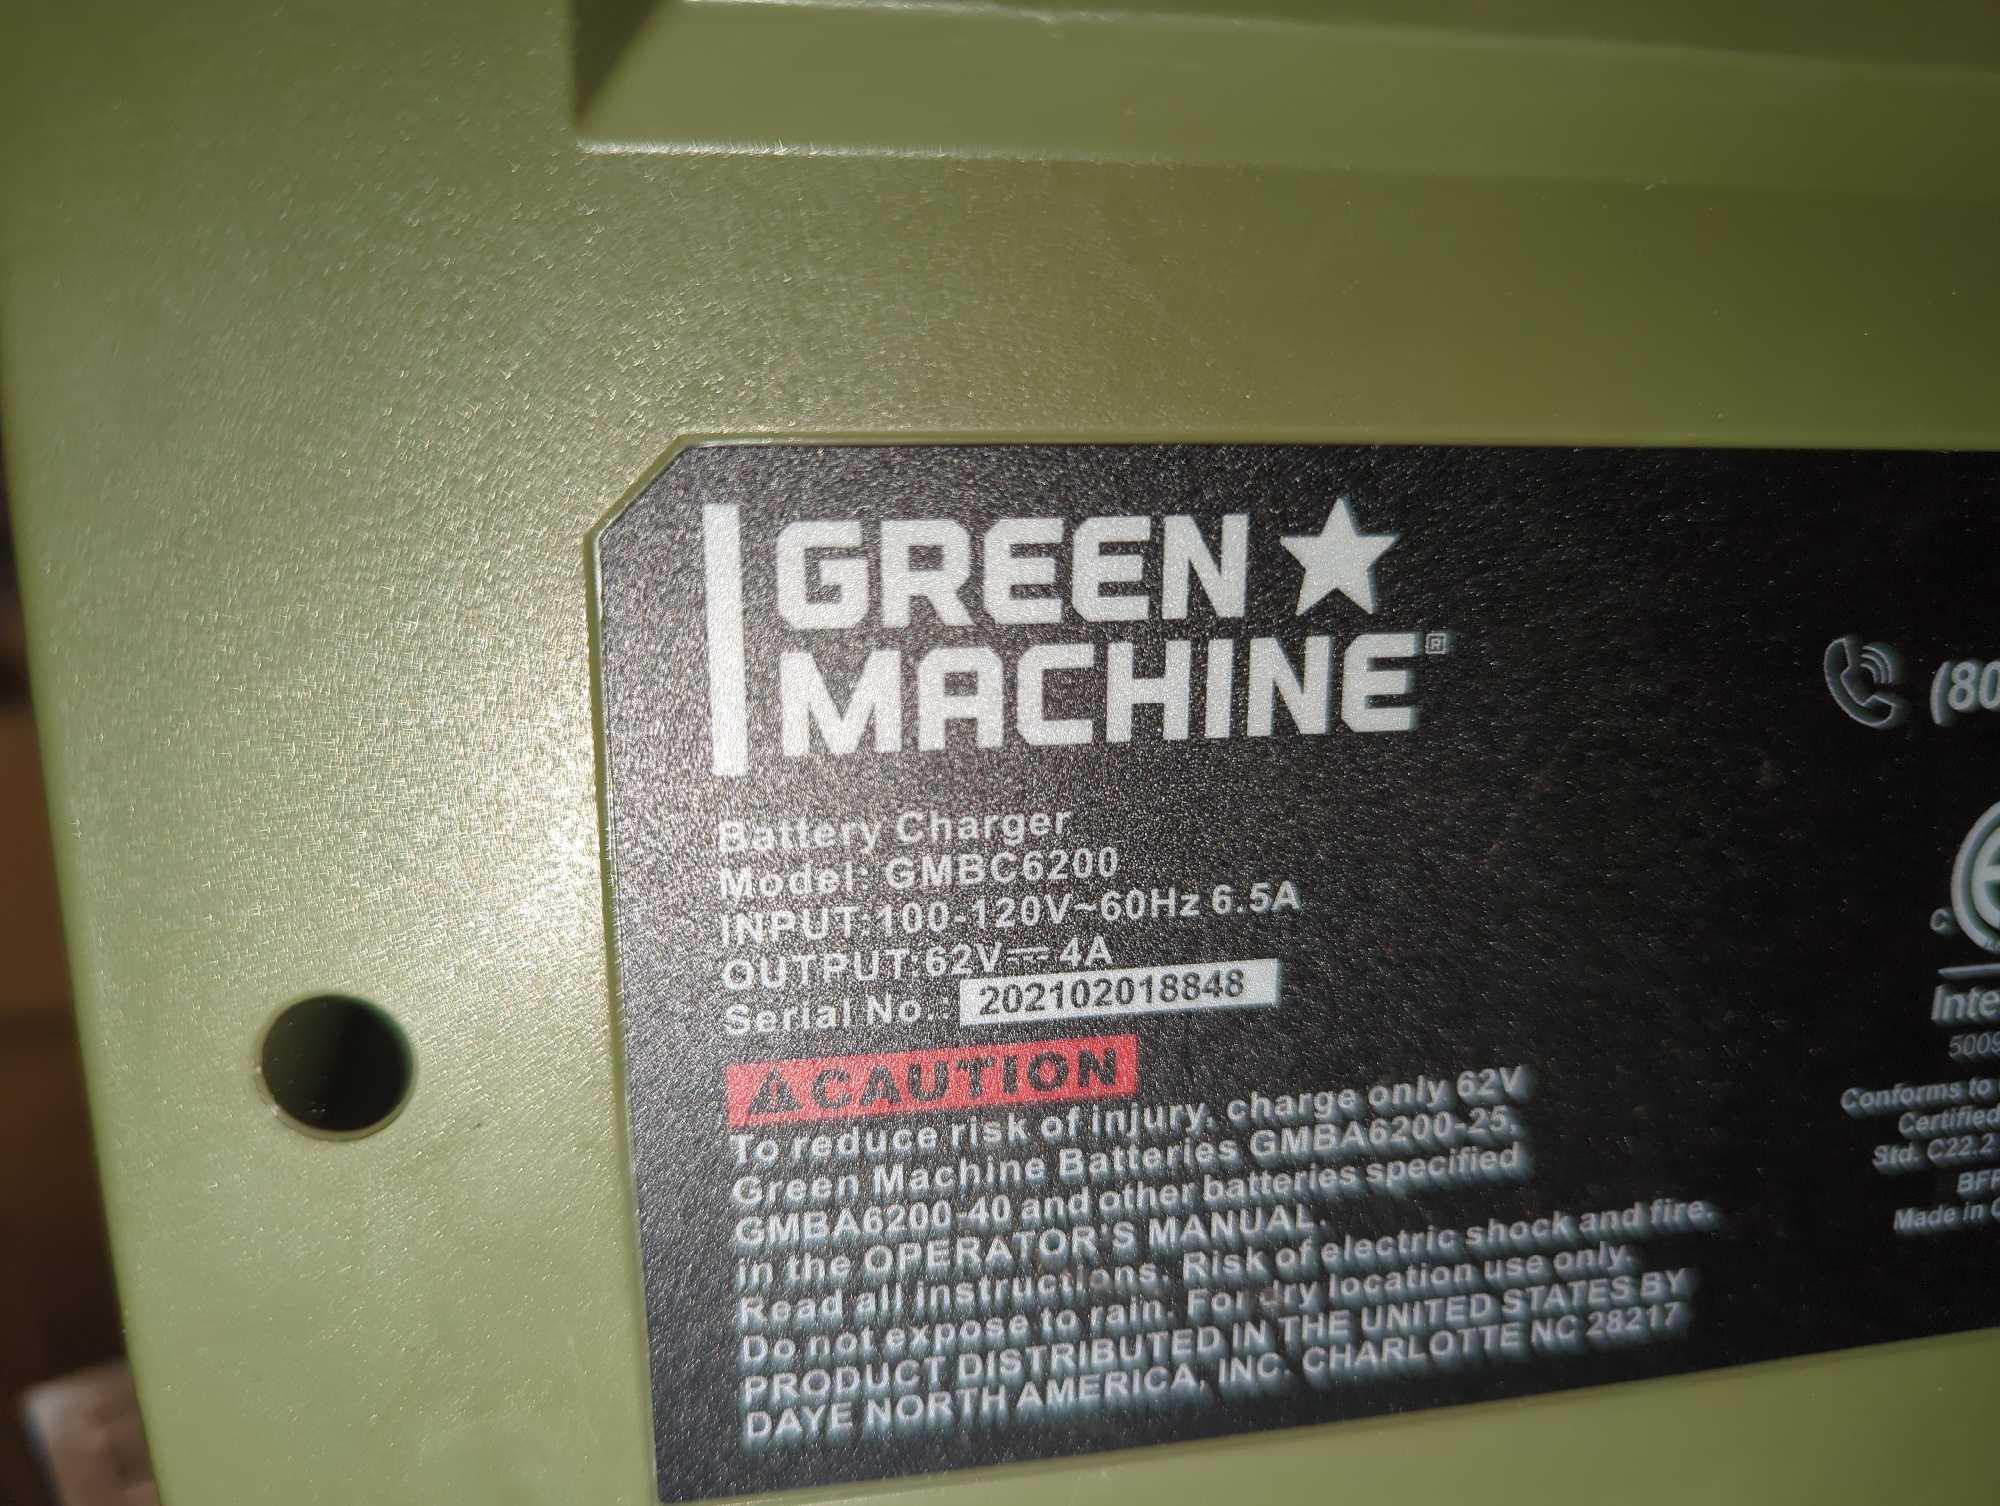 GREEN
MACHINE®
Battery Charger
Model: GMBC6200
INPUT:100-120V~60Hz 6.5A
OUTPUT:62V⎓ 4A
Serial No.: 202102018848
⚠CAUTION
To reduce risk of injury, charge only 62V
Green Machine Batteries GMBA6200-25,
GMBA6200-40 and other batteries specified
in the OPERATOR'S MANUAL.
Read all instructions. Risk of electric shock and fire.
Do not expose to rain. For dry location use only.
PRODUCT DISTRIBUTED IN THE UNITED STATES BY
DAYE NORTH AMERICA, INC. CHARLOTTE NC 28217
(80
C
Inte
5009
Conforms to
Certified
Std. C22.2
BFF
Made in